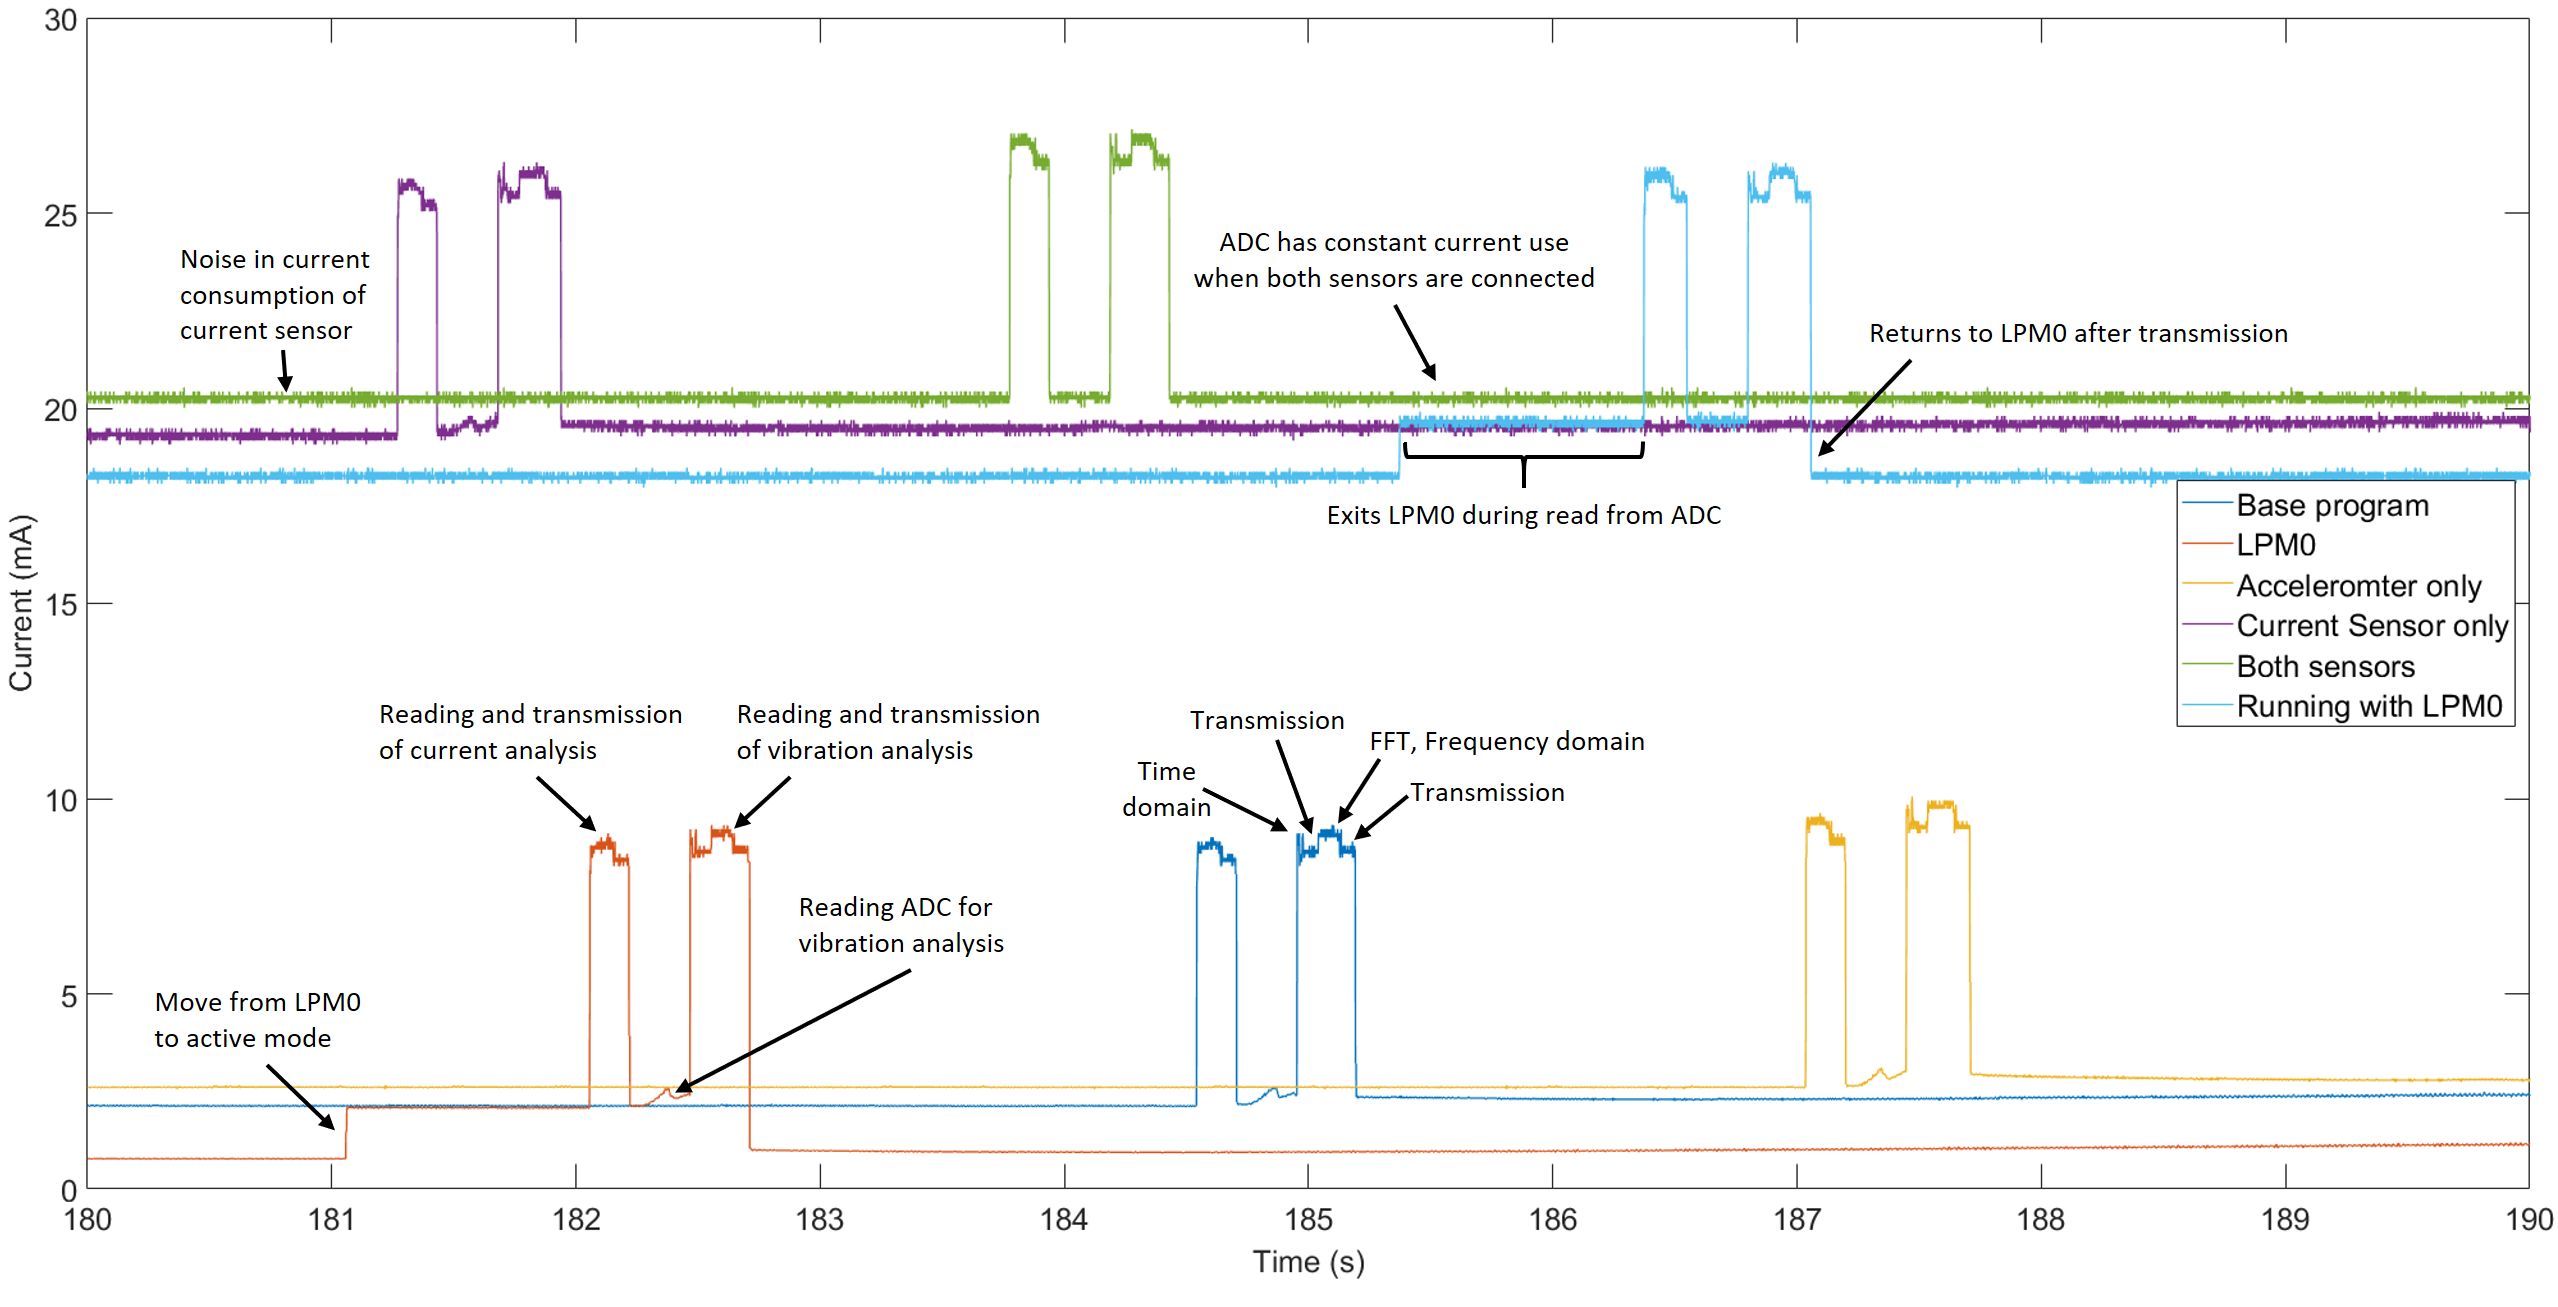 30
25
20
15
10
5
0
Current (mA)
180
181
182
183
184
185
186
187
188
189
190
Time (s)
Noise in current
consumption of
current sensor
ADC has constant current use
when both sensors are connected
Returns to LPM0 after transmission
Exits LPM0 during read from ADC
Base program
LPM0
Acceleromter only
Current Sensor only
Both sensors
Running with LPM0
Reading and transmission
of current analysis
Reading and transmission
of vibration analysis
Transmission
FFT, Frequency domain
Time
domain
Transmission
Reading ADC for
vibration analysis
Move from LPM0
to active mode